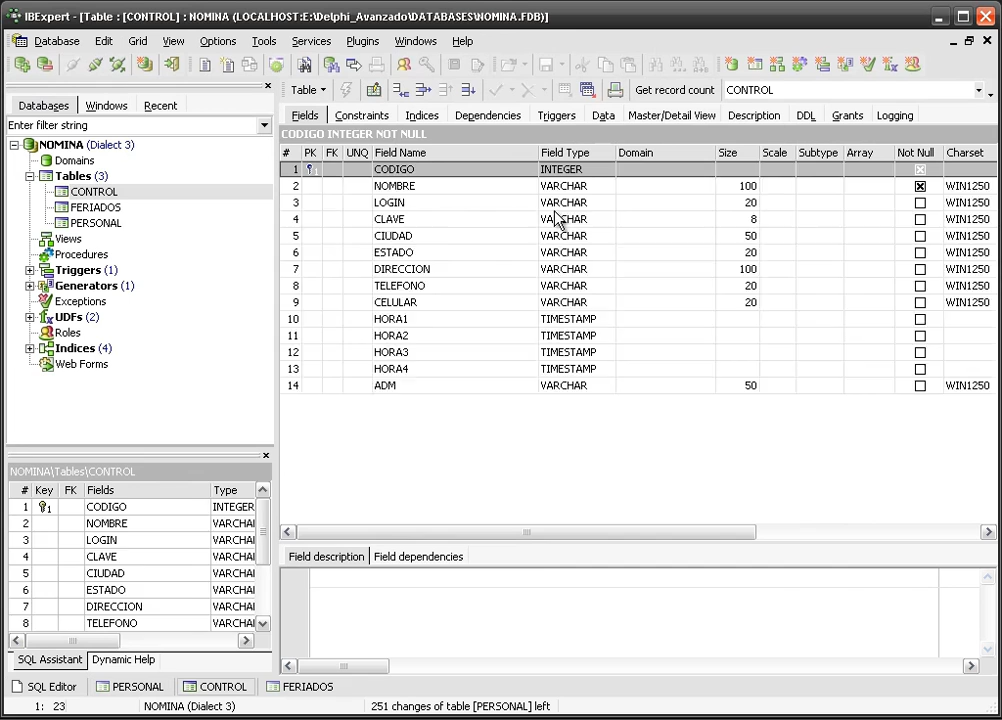 IBExpert - [Table : [CONTROL] : NOMINA (LOCALHOST:E:\Delphi_Avanzado\DATABASES\NOMINA.FDB)]
Database Edit Grid View Options Tools Services Plugins Windows Help
Table Get record count CONTROL
Databases Windows Recent
Enter filter string
NOMINA (Dialect 3)
Domains
Tables (3)
CONTROL
FERIADOS
PERSONAL
Views
Procedures
Triggers (1)
Generators (1)
Exceptions
UDFs (2)
Roles
Indices (4)
Web Forms
Fields Constraints Indices Dependencies Triggers Data Master/Detail View Description DDL Grants Logging
CODIGO INTEGER NOT NULL
# PK FK UNQ Field Name Field Type Domain Size Scale Subtype Array Not Null Charset
1 1 CODIGO INTEGER
2 NOMBRE VARCHAR 100 WIN1250
3 LOGIN VARCHAR 20 WIN1250
4 CLAVE VARCHAR 8 WIN1250
5 CIUDAD VARCHAR 50 WIN1250
6 ESTADO VARCHAR 20 WIN1250
7 DIRECCION VARCHAR 100 WIN1250
8 TELEFONO VARCHAR 20 WIN1250
9 CELULAR VARCHAR 20 WIN1250
10 HORA1 TIMESTAMP
11 HORA2 TIMESTAMP
12 HORA3 TIMESTAMP
13 HORA4 TIMESTAMP
14 ADM VARCHAR 50 WIN1250
NOMINA\Tables\CONTROL
# Key FK Fields Type
1 1 CODIGO INTEGER
2 NOMBRE VARCHAI
3 LOGIN VARCHAI
4 CLAVE VARCHAI
5 CIUDAD VARCHAI
6 ESTADO VARCHAI
7 DIRECCION VARCHAI
8 TELEFONO VARCHAI
SQL Assistant Dynamic Help
Field description Field dependencies
SQL Editor PERSONAL CONTROL FERIADOS
1: 23 NOMINA (Dialect 3) 251 changes of table [PERSONAL] left